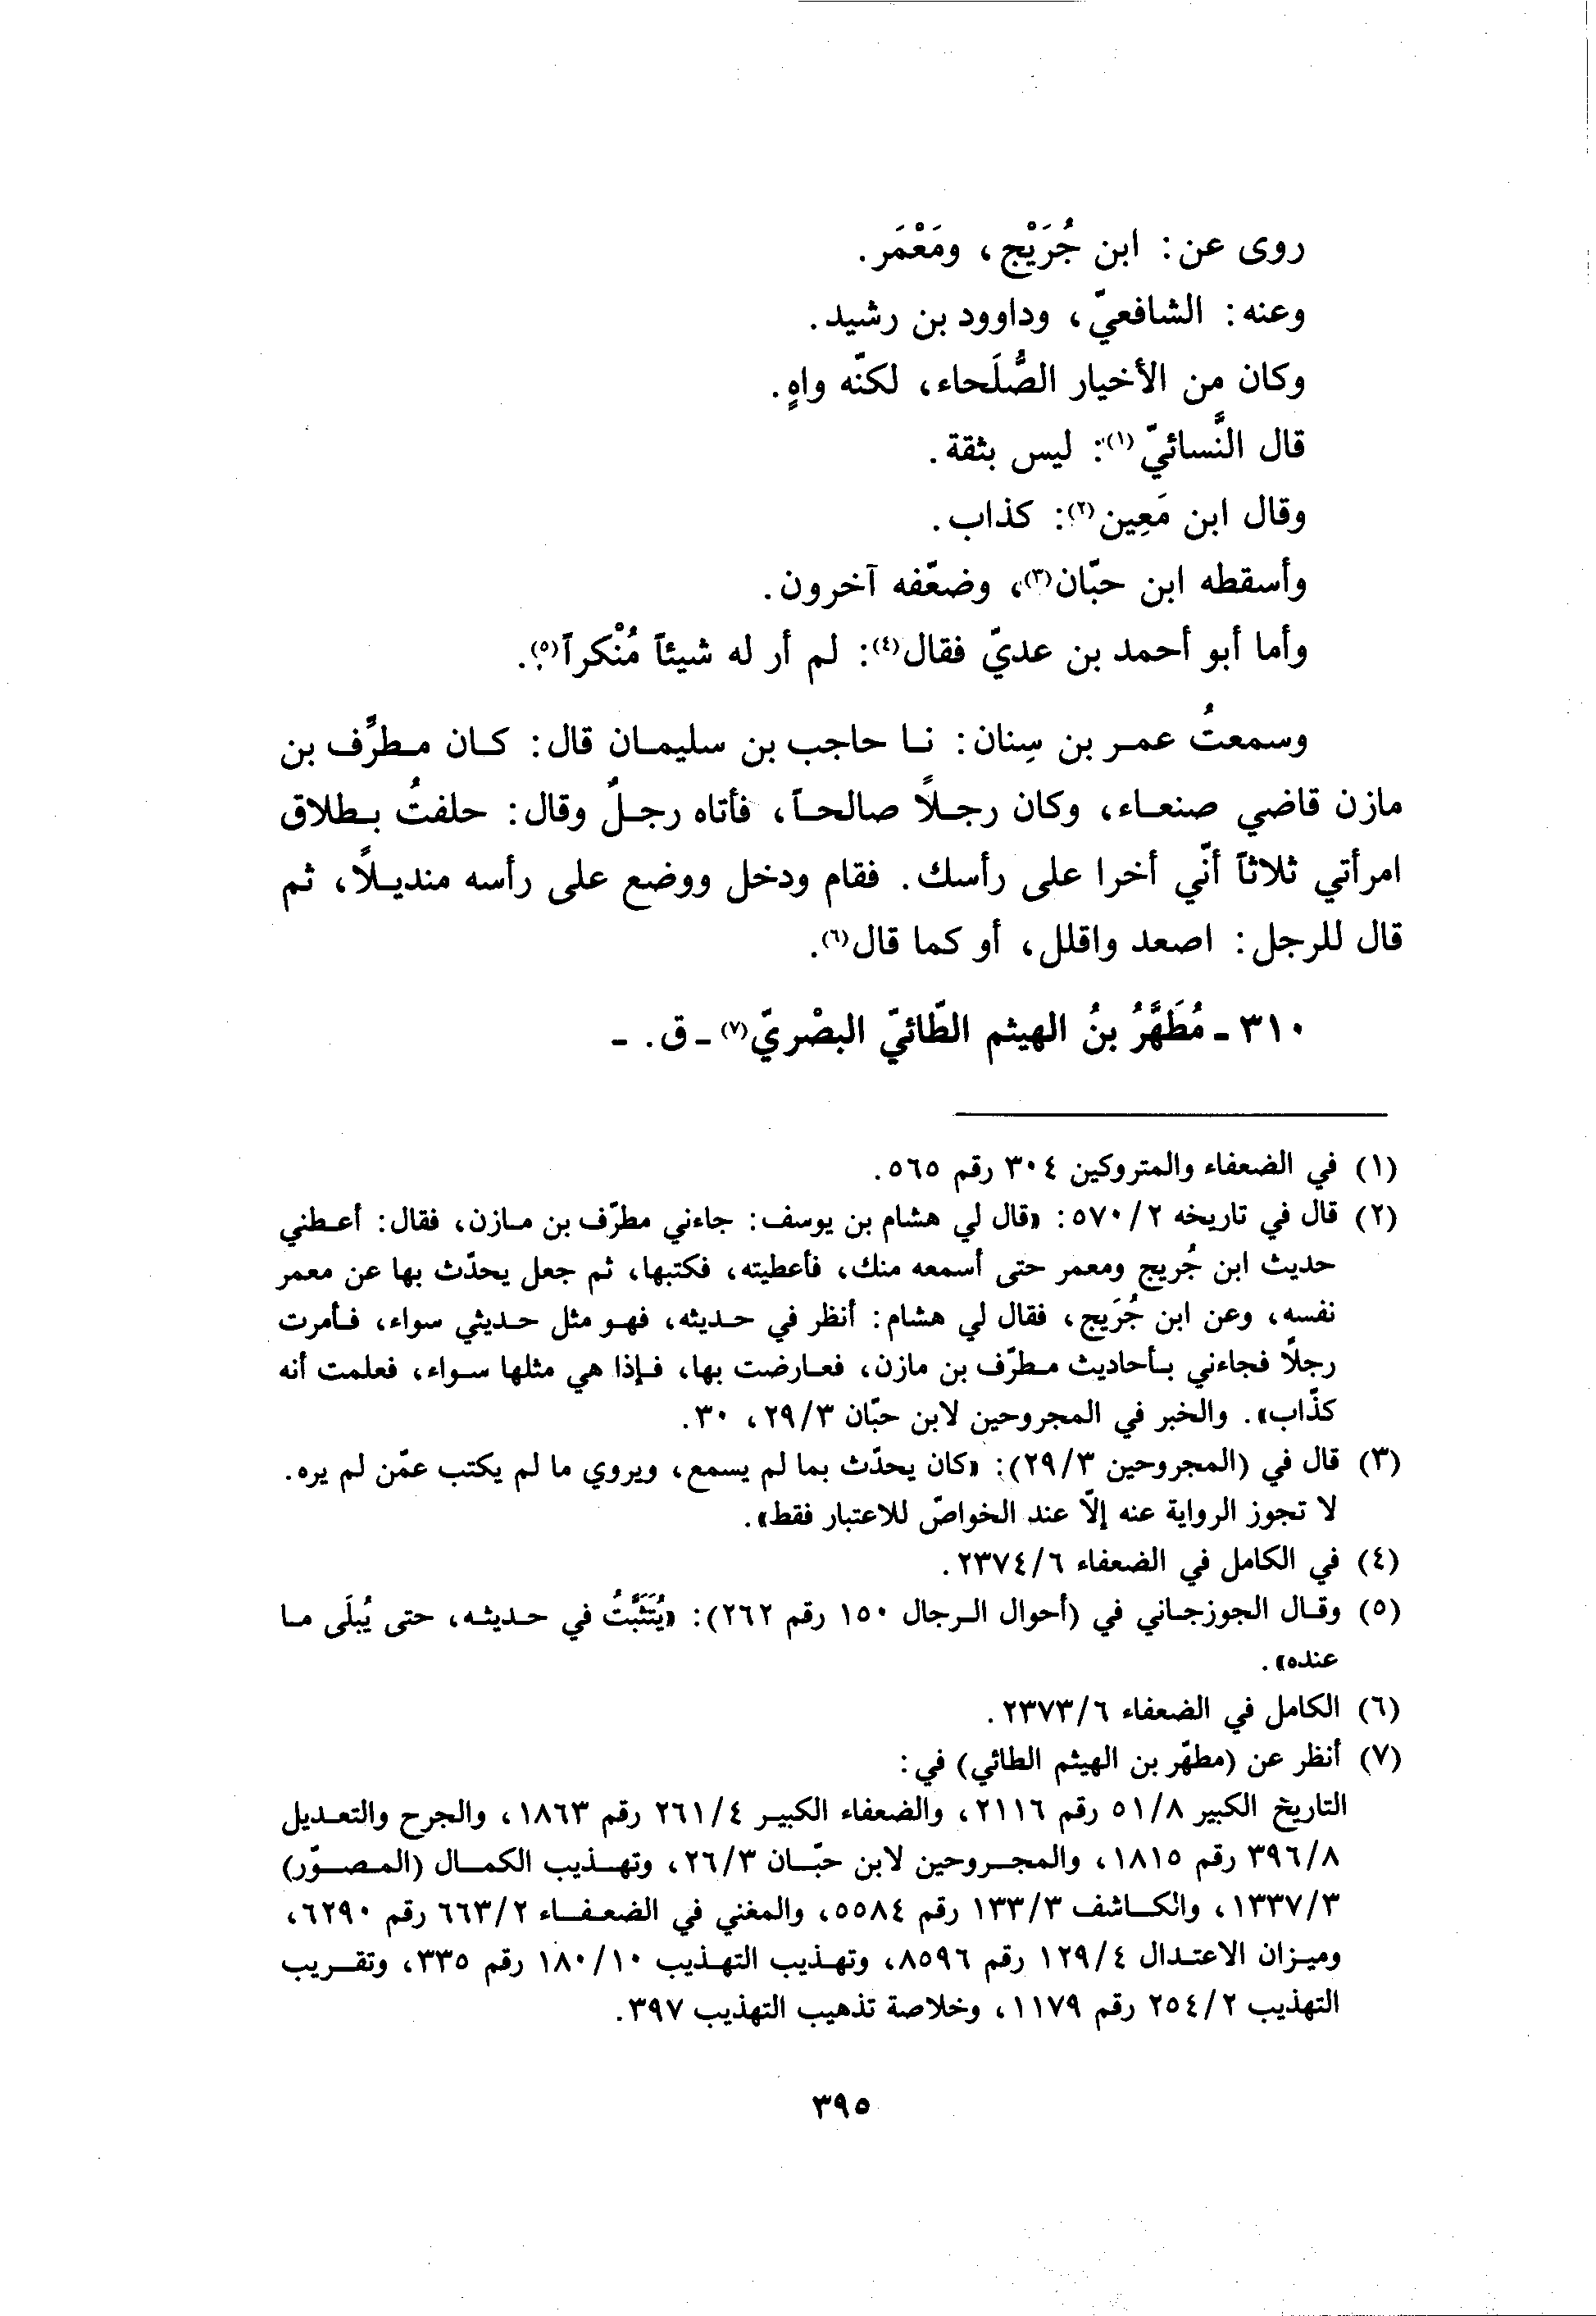 روى عن: ابن جُرَيْج، ومَعْمَر.
وعنه: الشافعيّ، وداوود بن رشيد.
وكان من الأخيار الصُّلَحاء، لكنّه واهٍ.
قال النَّسائيّ(١): ليس بثقة.
وقال ابن مَعِين(٢): كذاب.
وأسقطه ابن حبّان(٣)، وضعّفه آخرون.
وأما أبو أحمد بن عديّ فقال(٤): لم أر له شيئاً مُنْكراً(٥).
وسمعتُ عمر بن سِنان: نا حاجب بن سليمان قال: كان مطرِّف بن
مازن قاضي صنعاء، وكان رجلًا صالحاً، فأتاه رجلٌ وقال: حلفتُ بطلاق
امرأتي ثلاثاً أنّي أخرا على رأسك. فقام ودخل ووضع على رأسه منديلًا، ثم
قال للرجل: اصعد واقلل، أو كما قال(٦).
٣١٠ - مُطَهَّرُ بنُ الهيثم الطّائيّ البصْريّ(٧) - ق. -
(١) في الضعفاء والمتروكين ٣٠٤ رقم ٥٦٥.
(٢) قال في تاريخه ٥٧٠/٢: «قال لي هشام بن يوسف: جاءني مطرّف بن مازن، فقال: أعطني
حديث ابن جُريج ومعمر حتى أسمعه منك، فأعطيته، فكتبها، ثم جعل يحدّث بها عن معمر
نفسه، وعن ابن جُرَيج، فقال لي هشام: أنظر في حديثه، فهو مثل حديثي سواء، فأمرت
رجلًا فجاءني بأحاديث مطرّف بن مازن، فعارضت بها، فإذا هي مثلها سواء، فعلمت أنه
كذّاب». والخبر في المجروحين لابن حبّان ٢٩/٣، ٣٠.
(٣) قال في (المجروحين ٢٩/٣): «كان يحدّث بما لم يسمع، ويروي ما لم يكتب عمّن لم يره.
لا تجوز الرواية عنه إلّا عند الخواصّ للاعتبار فقط».
(٤) في الكامل في الضعفاء ٢٣٧٤/٦.
(٥) وقال الجوزجاني في (أحوال الرجال ١٥٠ رقم ٢٦٢): «يُتَثَبَّتُ في حديثه، حتى يُبلَى ما
عنده».
(٦) الكامل في الضعفاء ٢٣٧٣/٦.
(٧) أنظر عن (مطهّر بن الهيثم الطائي) في:
التاريخ الكبير ٥١/٨ رقم ٢١١٦، والضعفاء الكبير ٢٦١/٤ رقم ١٨٦٣، والجرح والتعديل
٣٩٦/٨ رقم ١٨١٥، والمجروحين لابن حبّان ٢٦/٣، وتهذيب الكمال (المصوّر)
١٣٣٧/٣، والكاشف ١٣٣/٣ رقم ٥٥٨٤، والمغني في الضعفاء ٦٦٣/٢ رقم ٦٢٩٠،
وميزان الاعتدال ١٢٩/٤ رقم ٨٥٩٦، وتهذيب التهذيب ١٨٠/١٠ رقم ٣٣٥، وتقريب
التهذيب ٢٥٤/٢ رقم ١١٧٩، وخلاصة تذهيب التهذيب ٣٩٧.
٣٩٥